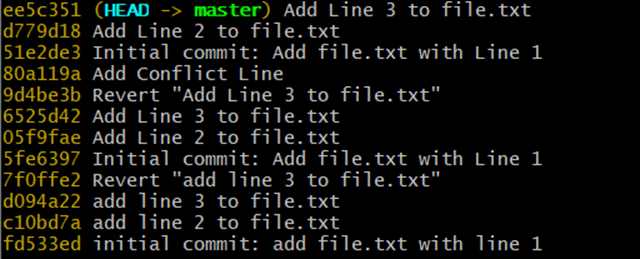 ee5c351 (HEAD -> master) Add Line 3 to file.txt
d779d18 Add Line 2 to file.txt
51e2de3 Initial commit: Add file.txt with Line 1
80a119a Add Conflict Line
9d4be3b Revert "Add Line 3 to file.txt"
6525d42 Add Line 3 to file.txt
05f9fae Add Line 2 to file.txt
5fe6397 Initial commit: Add file.txt with Line 1
7f0ffe2 Revert "add line 3 to file.txt"
d094a22 add line 3 to file.txt
c10bd7a add line 2 to file.txt
fd533ed initial commit: add file.txt with line 1